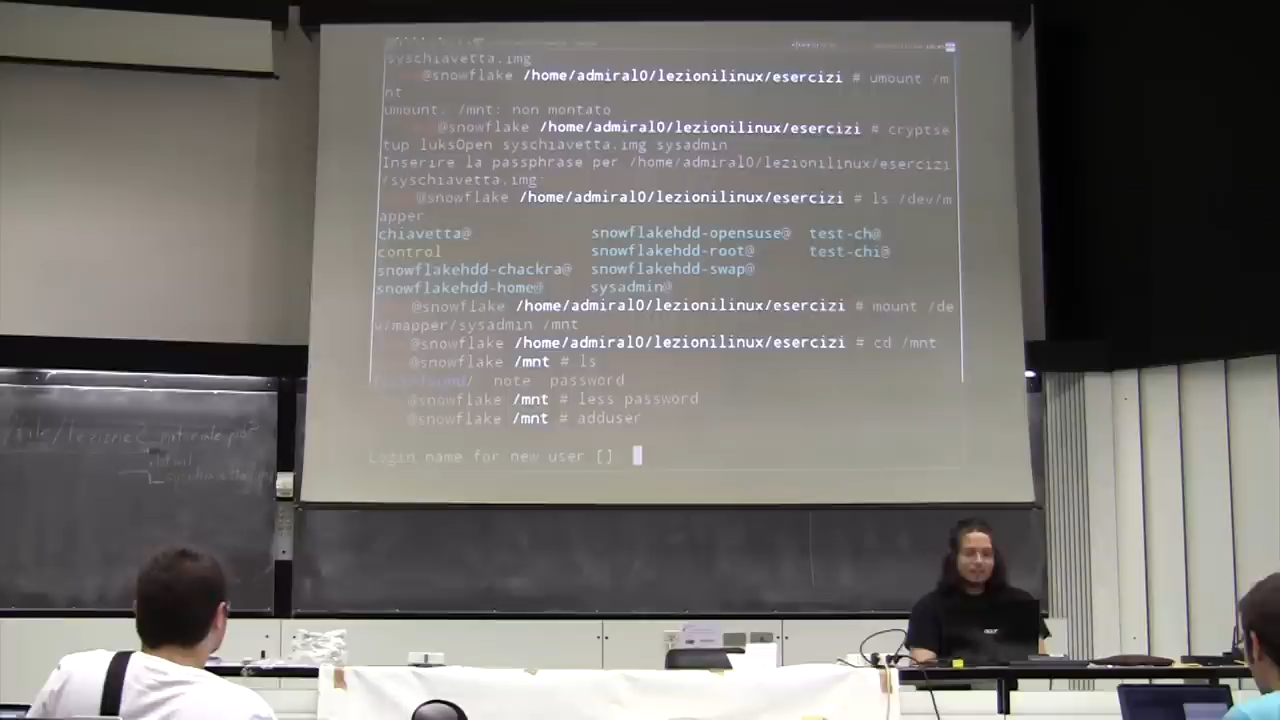 syschiavetta.img
@snowflake /home/admiral0/lezionilinux/esercizi # umount /m
nt
umount: /mnt: non montato
@snowflake /home/admiral0/lezionilinux/esercizi # cryptse
tup luksOpen syschiavetta.img sysadmin
Inserire la passphrase per /home/admiral0/lezionilinux/esercizi
/syschiavetta.img:
@snowflake /home/admiral0/lezionilinux/esercizi # ls /dev/m
apper
chiavetta@ snowflakehdd-opensuse@ test-ch@
control snowflakehdd-root@ test-chi@
snowflakehdd-chackra@ snowflakehdd-swap@
snowflakehdd-home@ sysadmin@
@snowflake /home/admiral0/lezionilinux/esercizi # mount /de
v/mapper/sysadmin /mnt
@snowflake /home/admiral0/lezionilinux/esercizi # cd /mnt
@snowflake /mnt # ls
note password
@snowflake /mnt # less password
@snowflake /mnt # adduser
Login name for new user []
acer